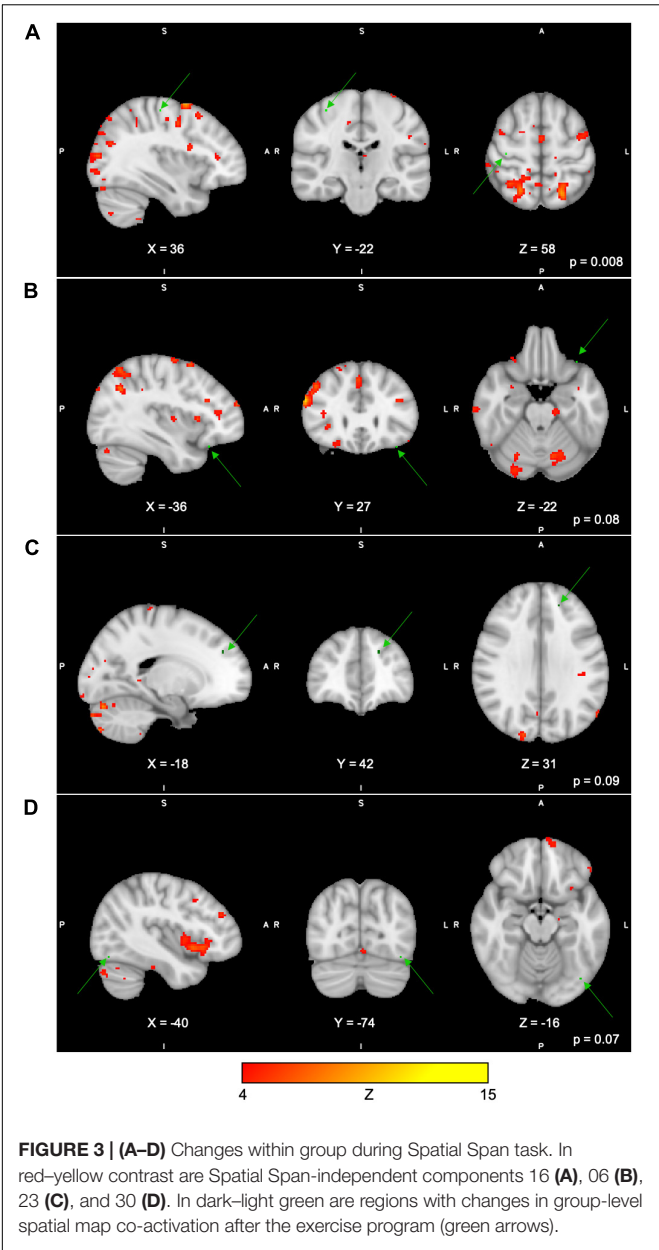 A
S S A
P A R L R L
X = 36 Y = -22 Z = 58
I I P
p = 0.008
B
S S A
P A R L R L
X = -36 Y = 27 Z = -22
I I P
p = 0.08
C
S S A
P A R L R L
X = -18 Y = 42 Z = 31
I I P
p = 0.09
D
S S A
P A R L R L
X = -40 Y = -74 Z = -16
I I P
p = 0.07
4 Z 15
FIGURE 3 | (A–D) Changes within group during Spatial Span task. In
red–yellow contrast are Spatial Span-independent components 16 (A), 06 (B),
23 (C), and 30 (D). In dark–light green are regions with changes in group-level
spatial map co-activation after the exercise program (green arrows).